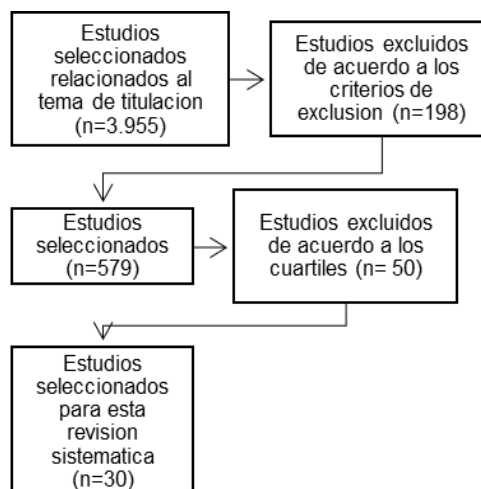 Estudios
seleccionados
relacionados al
tema de titulacion
(n=3.955)
Estudios excluidos
de acuerdo a los
criterios de
exclusion (n=198)
Estudios
seleccionados
(n=579)
Estudios excluidos
de acuerdo a los
cuartiles (n= 50)
Estudios
seleccionados
para esta
revision
sistematica
(n=30)